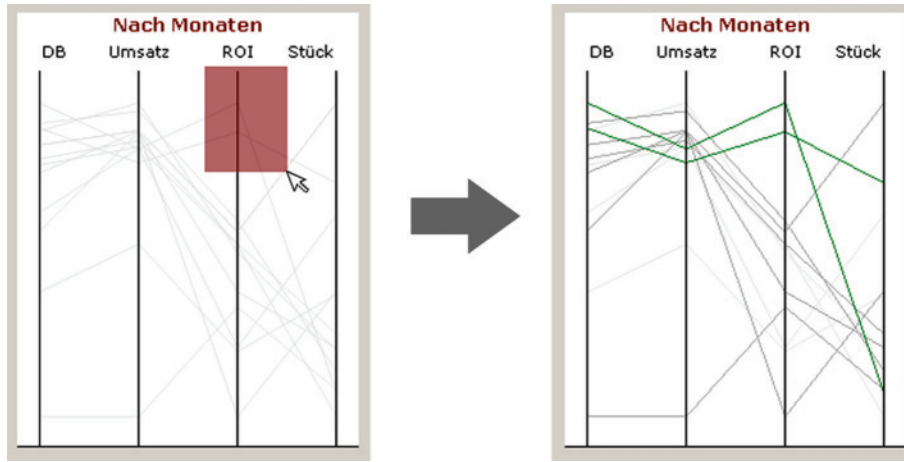 Nach Monaten
DB Umsatz ROI Stück
Nach Monaten
DB Umsatz ROI Stück